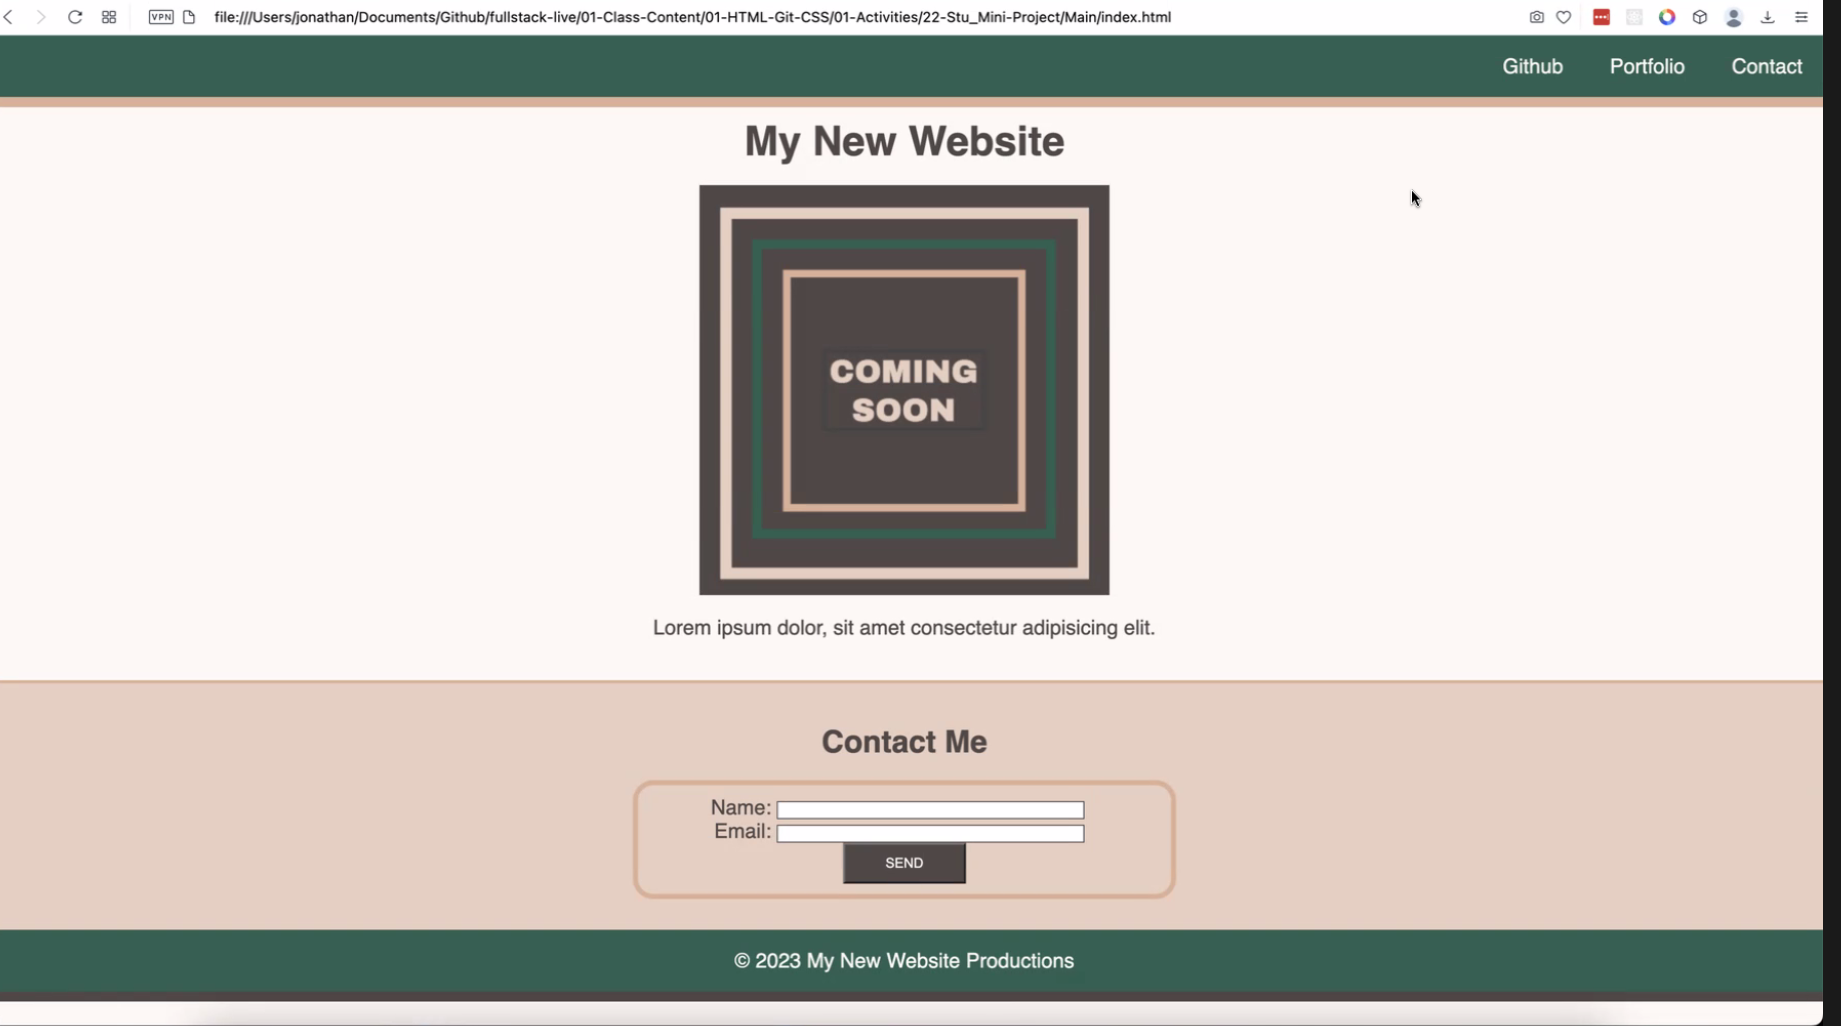 VPN file:///Users/jonathan/Documents/Github/fullstack-live/01-Class-Content/01-HTML-Git-CSS/01-Activities/22-Stu_Mini-Project/Main/index.html
Github Portfolio Contact
My New Website
COMING
SOON
Lorem ipsum dolor, sit amet consectetur adipisicing elit.
Contact Me
Name:
Email:
SEND
© 2023 My New Website Productions